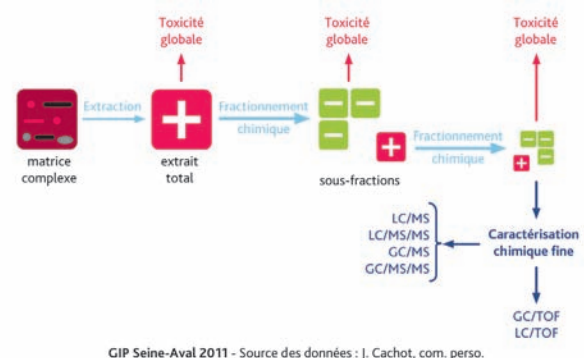 Toxicité
globale
Toxicité
globale
Toxicité
globale
Extraction
Fractionnement
chimique
Fractionnement
chimique
matrice
complexe
extrait
total
sous-fractions
LC/MS
LC/MS/MS
GC/MS
GC/MS/MS
Caractérisation
chimique fine
GC/TOF
LC/TOF
GIP Seine-Aval 2011 - Source des données : J. Cachot, com. perso.